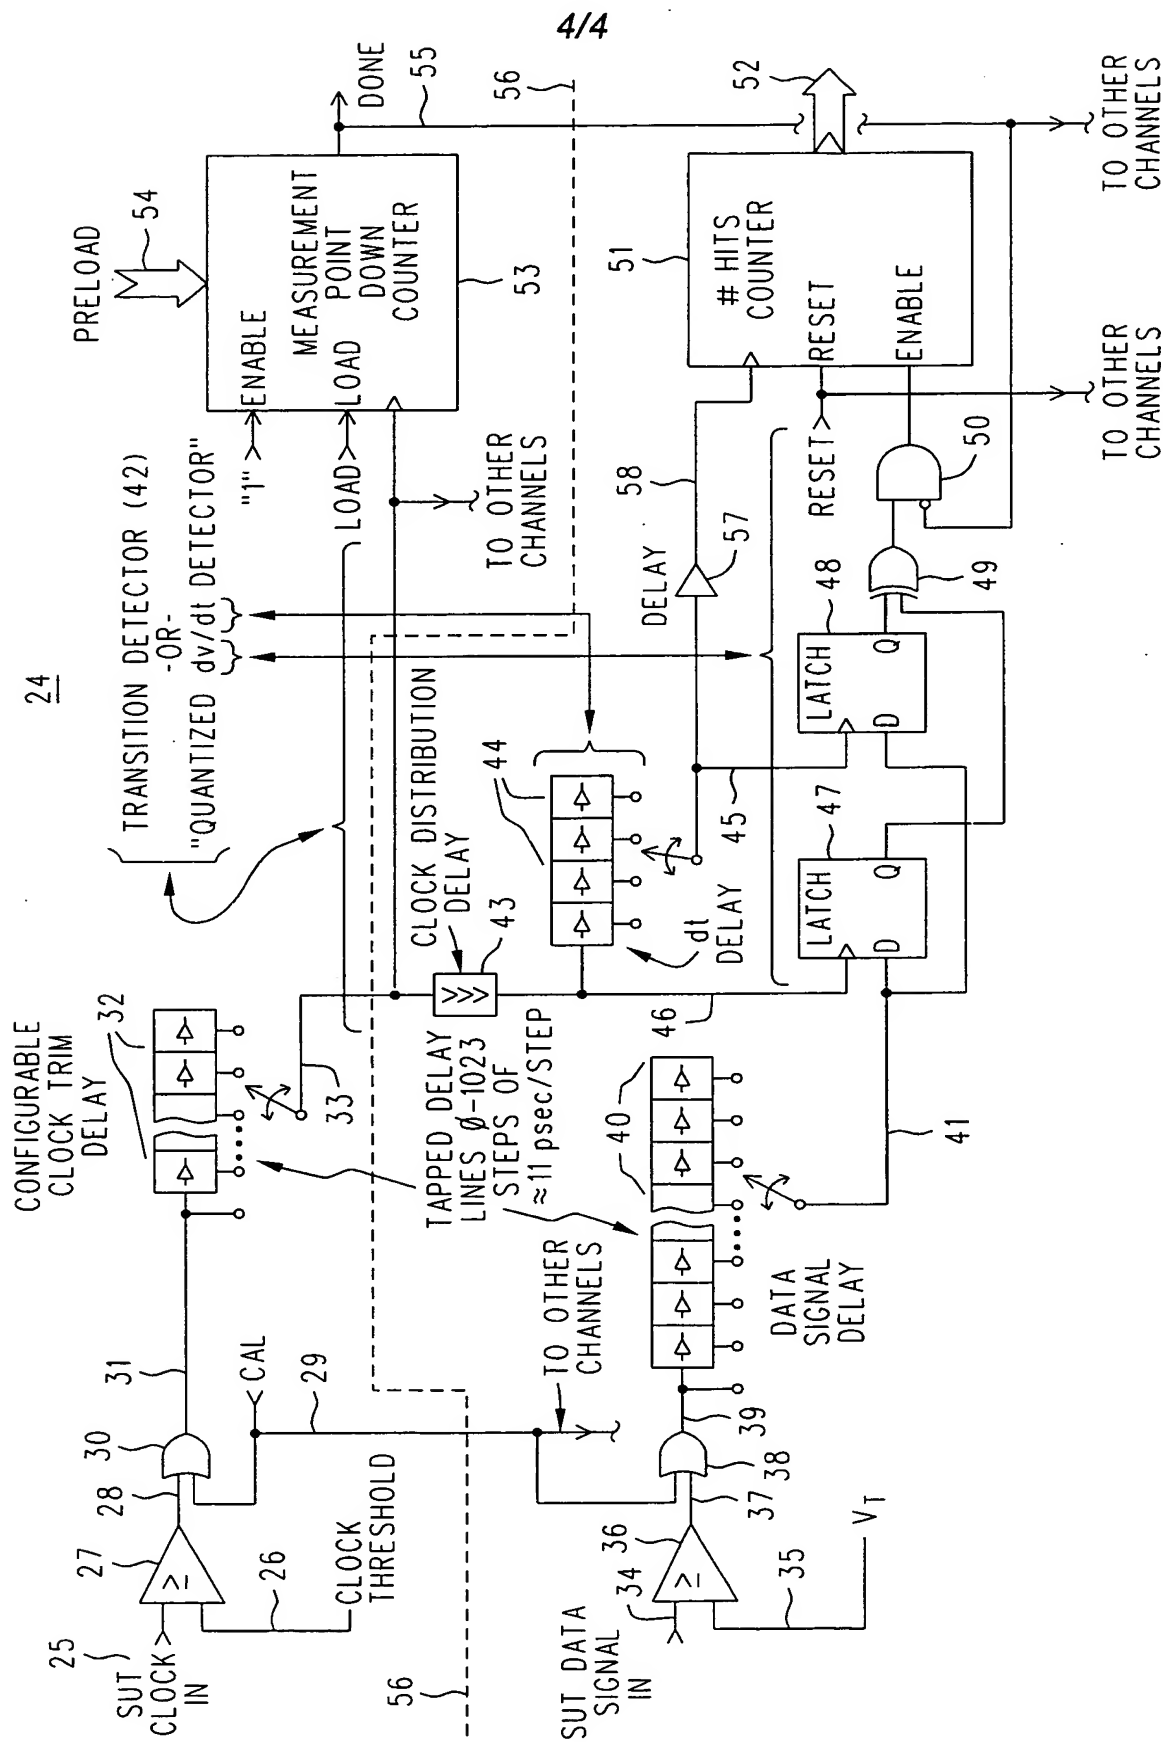 4/4
24
TRANSITION DETECTOR (42)
-OR-
"QUANTIZED dv/dt DETECTOR"
CONFIGURABLE
CLOCK TRIM
DELAY
32
33
31
30
28
27
25
SUT
CLOCK
IN
26
CLOCK
THRESHOLD
CAL
29
56
TAPPED DELAY
LINES Ø-1023
STEPS OF
≈11 psec/STEP
CLOCK DISTRIBUTION
DELAY
43
PRELOAD
54
"1"
ENABLE
LOAD
LOAD
MEASUREMENT
POINT
DOWN
COUNTER
53
DONE
55
56
TO OTHER
CHANNELS
TO OTHER
CHANNELS
SUT DATA
SIGNAL
IN
34
36
35
VT
37
38
39
40
DATA
SIGNAL
DELAY
41
44
dt
DELAY
45
46
LATCH
D
Q
47
LATCH
D
Q
48
49
50
DELAY
57
58
RESET
# HITS
COUNTER
RESET
ENABLE
51
52
TO OTHER
CHANNELS
TO OTHER
CHANNELS